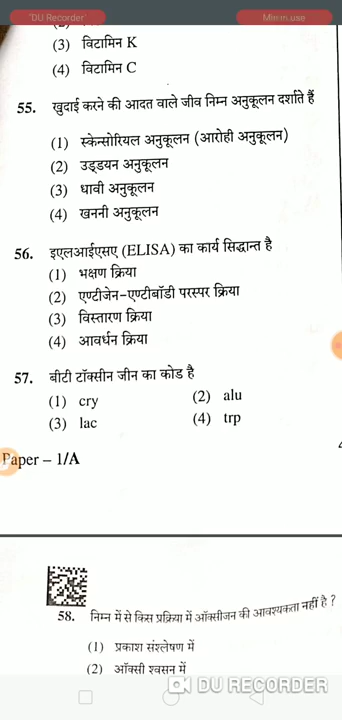 "DU Recorder"
Mic in use
(3) विटामिन K
(4) विटामिन C
55. खुदाई करने की आदत वाले जीव निम्न अनुकूलन दर्शाते हैं
(1) स्केन्सोरियल अनुकूलन (आरोही अनुकूलन)
(2) उड्डयन अनुकूलन
(3) धावी अनुकूलन
(4) खननी अनुकूलन
56. इएलआईएसए (ELISA) का कार्य सिद्धान्त है
(1) भक्षण क्रिया
(2) एण्टीजेन-एण्टीबॉडी परस्पर क्रिया
(3) विस्तारण क्रिया
(4) आवर्धन क्रिया
57. बीटी टॉक्सीन जीन का कोड है
(1) cry (2) alu
(3) lac (4) trp
Paper – 1/A
58. निम्न में से किस प्रक्रिया में ऑक्सीजन की आवश्यकता नहीं है ?
(1) प्रकाश संश्लेषण में
(2) ऑक्सी श्वसन में
DU RECORDER